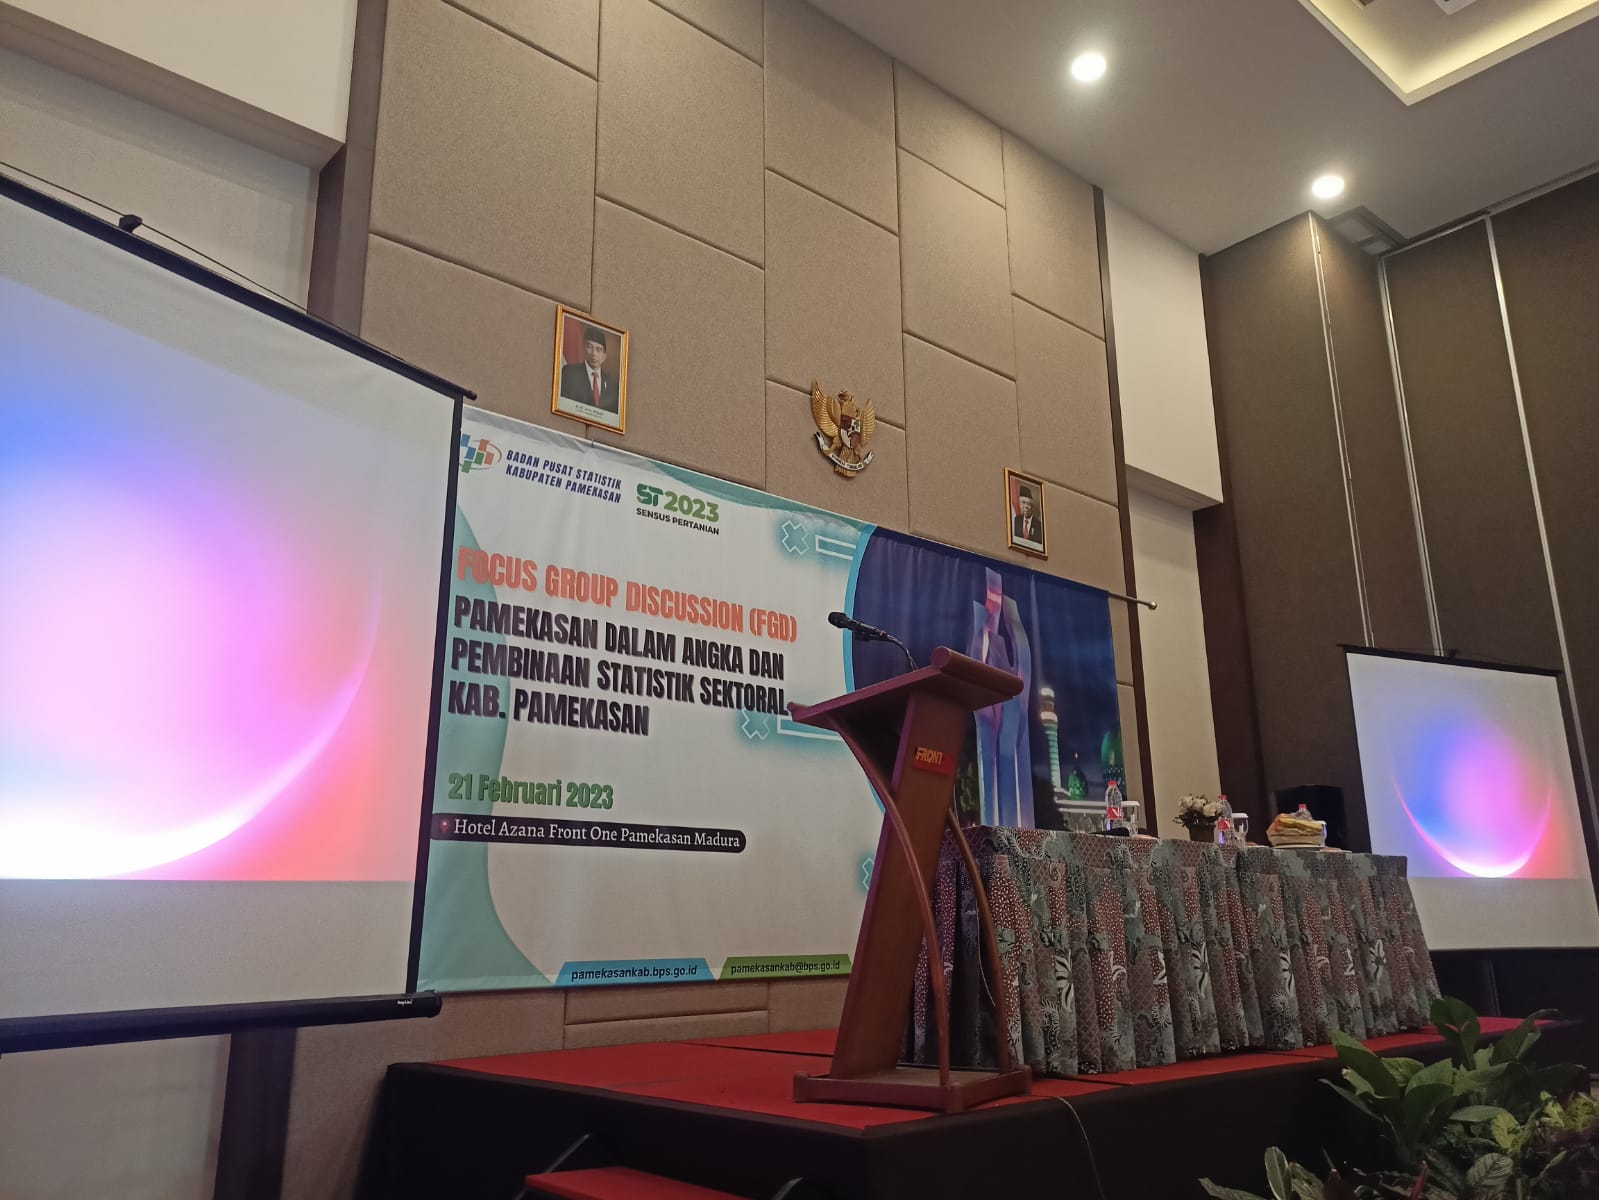 BADAN PUSAT STATISTIK
KABUPATEN PAMEKASAN
ST2023
SENSUS PERTANIAN
FOCUS GROUP DISCUSSION (FGD)
PAMEKASAN DALAM ANGKA DAN
PEMBINAAN STATISTIK SEKTORAL
KAB. PAMEKASAN
21 Februari 2023
Hotel Azana Front One Pamekasan Madura
pamekasankab.bps.go.id
pamekasankab@bps.go.id
FRONT